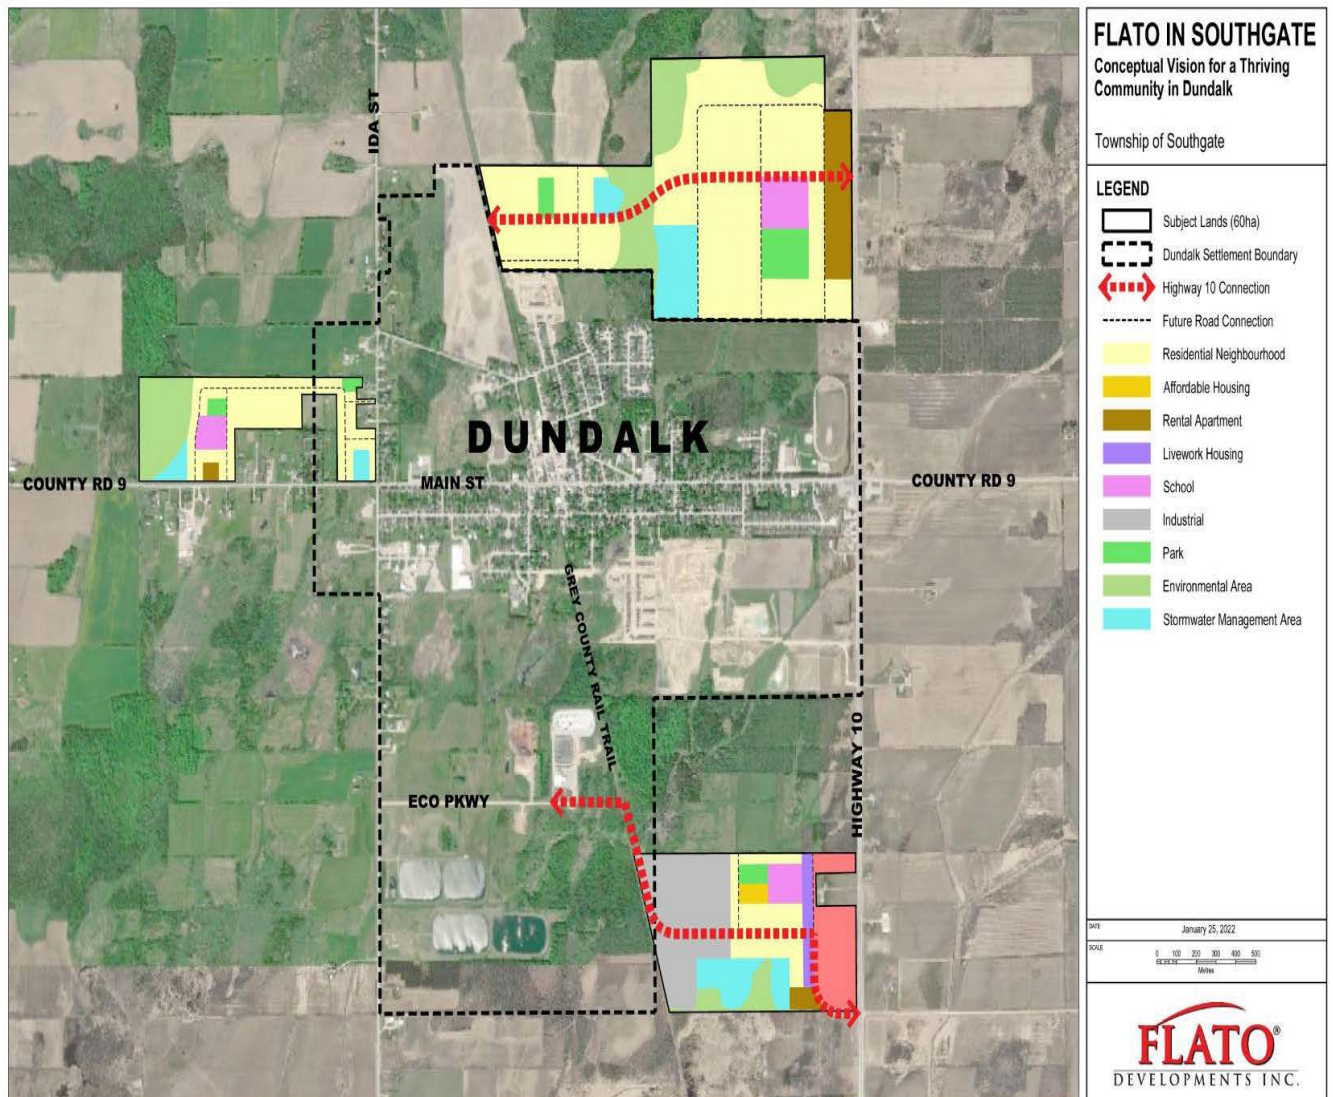 FLATO IN SOUTHGATE
Conceptual Vision for a Thriving
Community in Dundalk
Township of Southgate
LEGEND
Subject Lands (60ha)
Dundalk Settlement Boundary
Highway 10 Connection
Future Road Connection
Residential Neighbourhood
Affordable Housing
Rental Apartment
Livework Housing
School
Industrial
Park
Environmental Area
Stormwater Management Area
IDA ST
DUNDALK
COUNTY RD 9
MAIN ST
COUNTY RD 9
GREY COUNTY RAIL TRAIL
HIGHWAY 10
ECO PKWY
DATE
January 25, 2022
SCALE
0 100 200 300 400 500
Metres
FLATO®
DEVELOPMENTS INC.